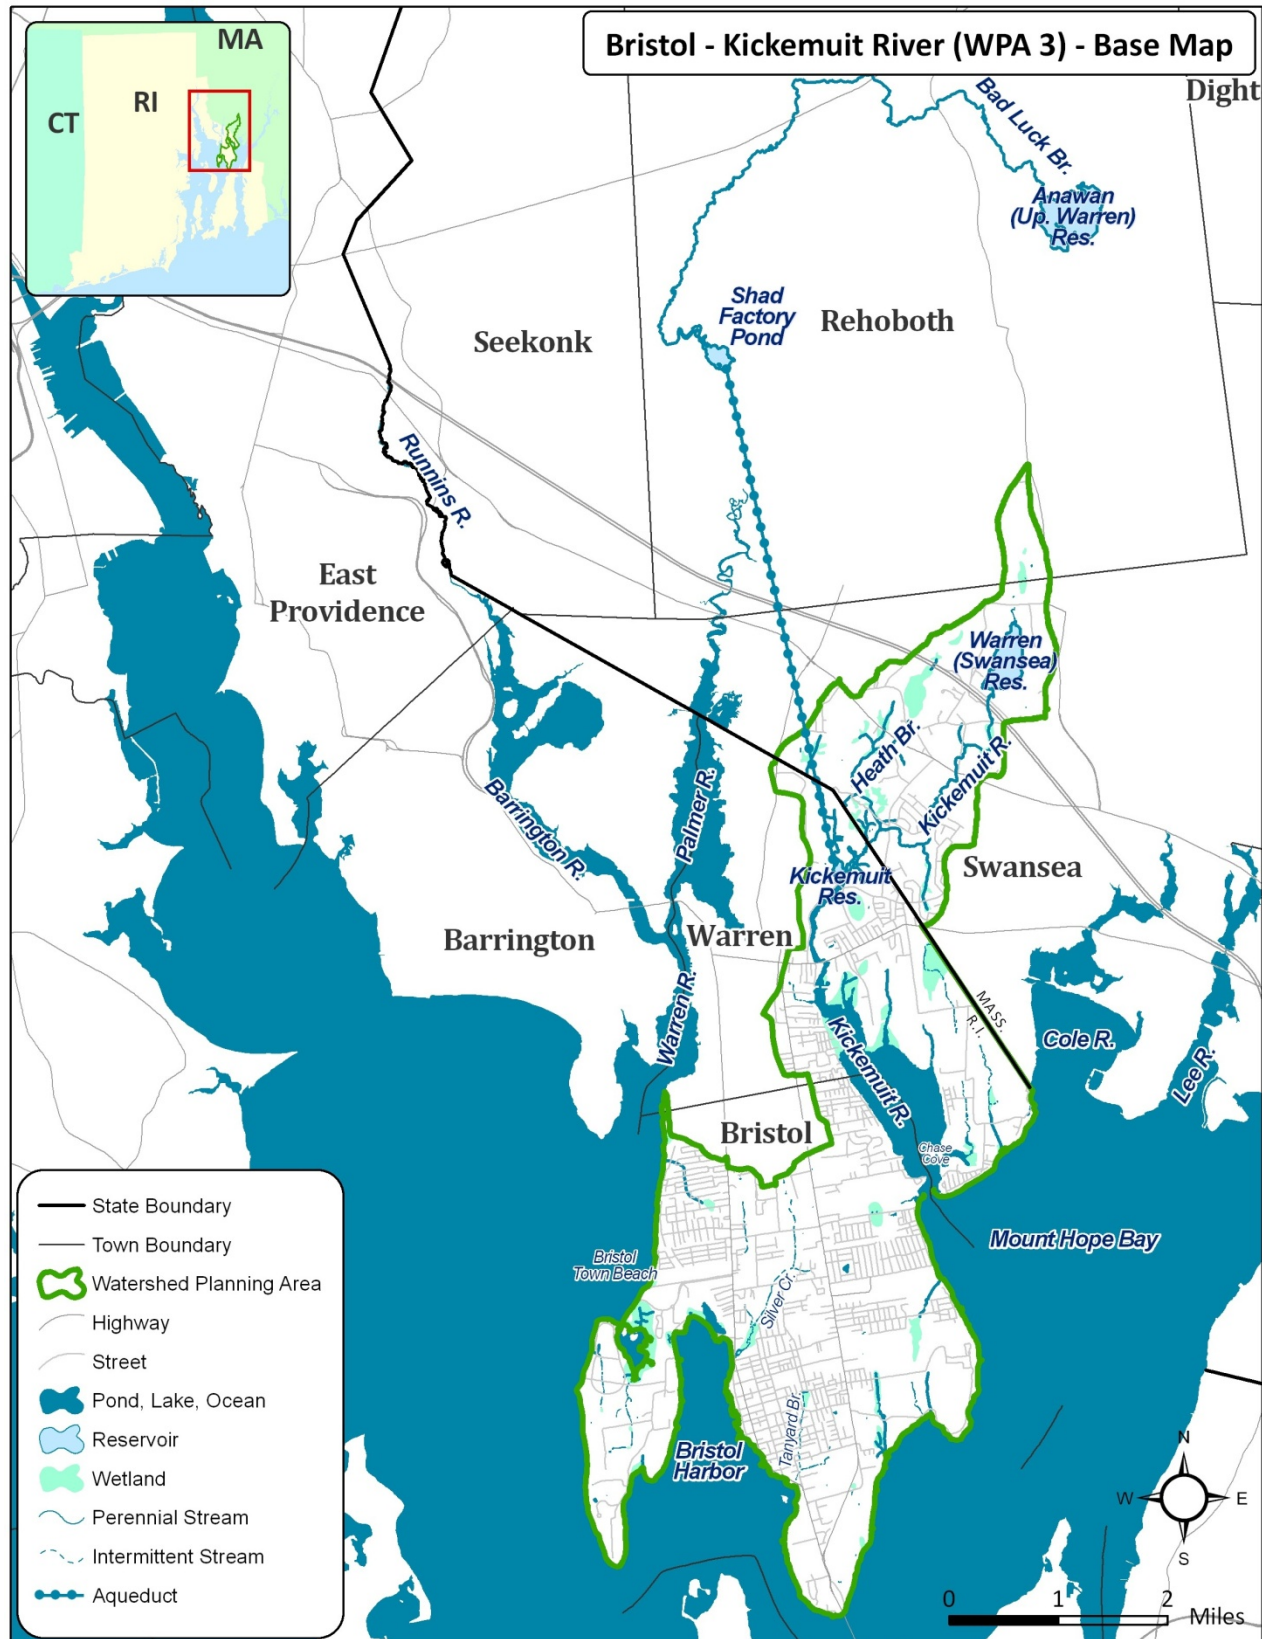 Bristol - Kickemuit River (WPA 3) - Base Map
MA
RI
CT
Dight
Bad Luck Br.
Anawan
(Up. Warren)
Res.
Shad
Factory
Pond
Rehoboth
Seekonk
Runnins R.
East
Providence
Warren
(Swansea)
Res.
Heath Br.
Kickemuit R.
Palmer R.
Barrington R.
Kickemuit
Res.
Swansea
Barrington
Warren
Warren R.
MASS.
R.I.
Kickemuit R.
Cole R.
Lee R.
Bristol
Chase
Cove
Mount Hope Bay
Bristol
Town Beach
Silver Cr.
Tanyard Br.
Bristol
Harbor
State Boundary
Town Boundary
Watershed Planning Area
Highway
Street
Pond, Lake, Ocean
Reservoir
Wetland
Perennial Stream
Intermittent Stream
Aqueduct
N
W
E
S
0 1 2
Miles